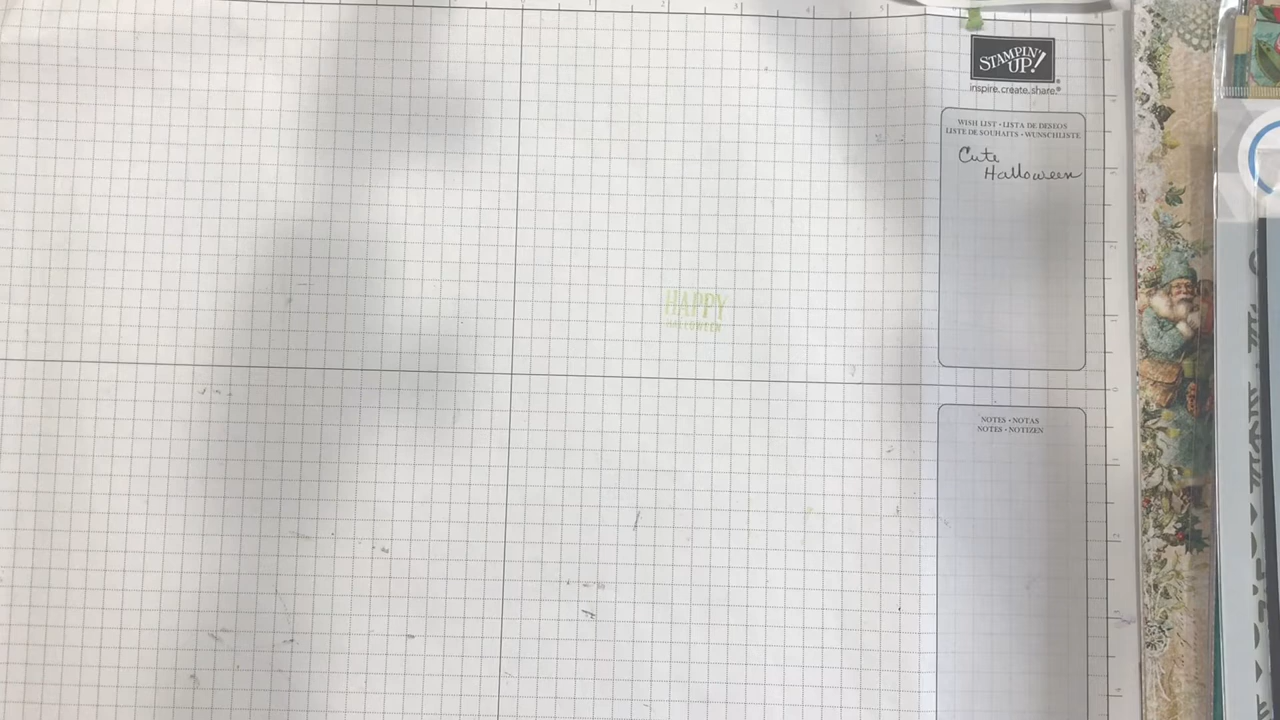 STAMPIN' UP!®
inspire.create.share.®
WISH LIST • LISTA DE DESEOS
LISTE DE SOUHAITS • WUNSCHLISTE
Cute
Halloween
HAPPY
HALLOWEEN
NOTES • NOTAS
NOTES • NOTIZEN